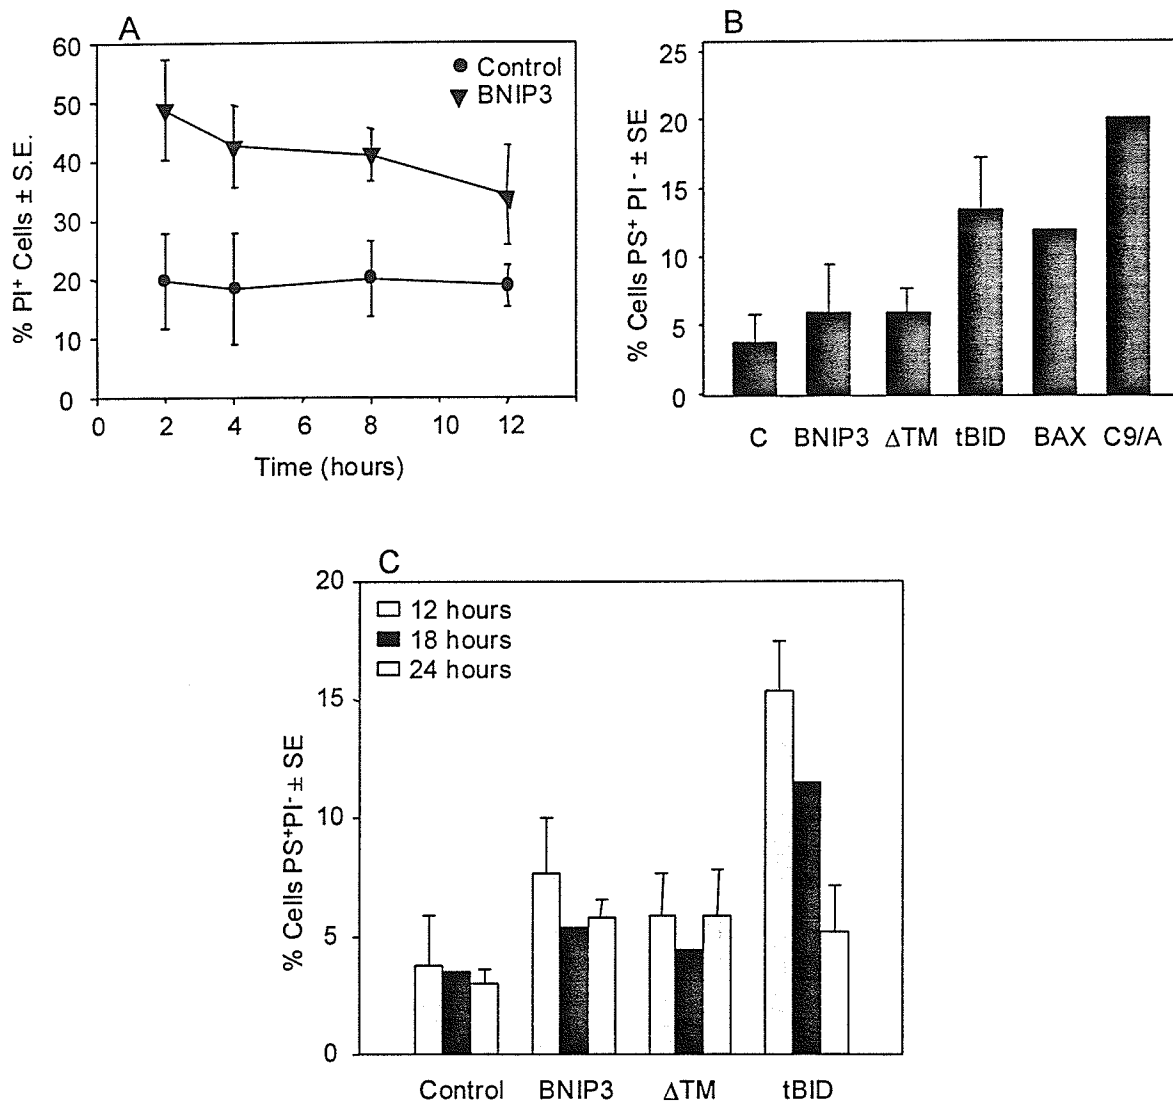 A
60
50
40
30
20
10
0
% PI⁺ Cells ± S.E.
Control
BNIP3
0 2 4 6 8 10 12
Time (hours)
B
25
20
15
10
5
0
% Cells PS⁺ PI⁻ ± SE
C BNIP3 ΔTM tBID BAX C9/A
C
20
15
10
5
0
% Cells PS⁺PI⁻ ± SE
12 hours
18 hours
24 hours
Control BNIP3 ΔTM tBID